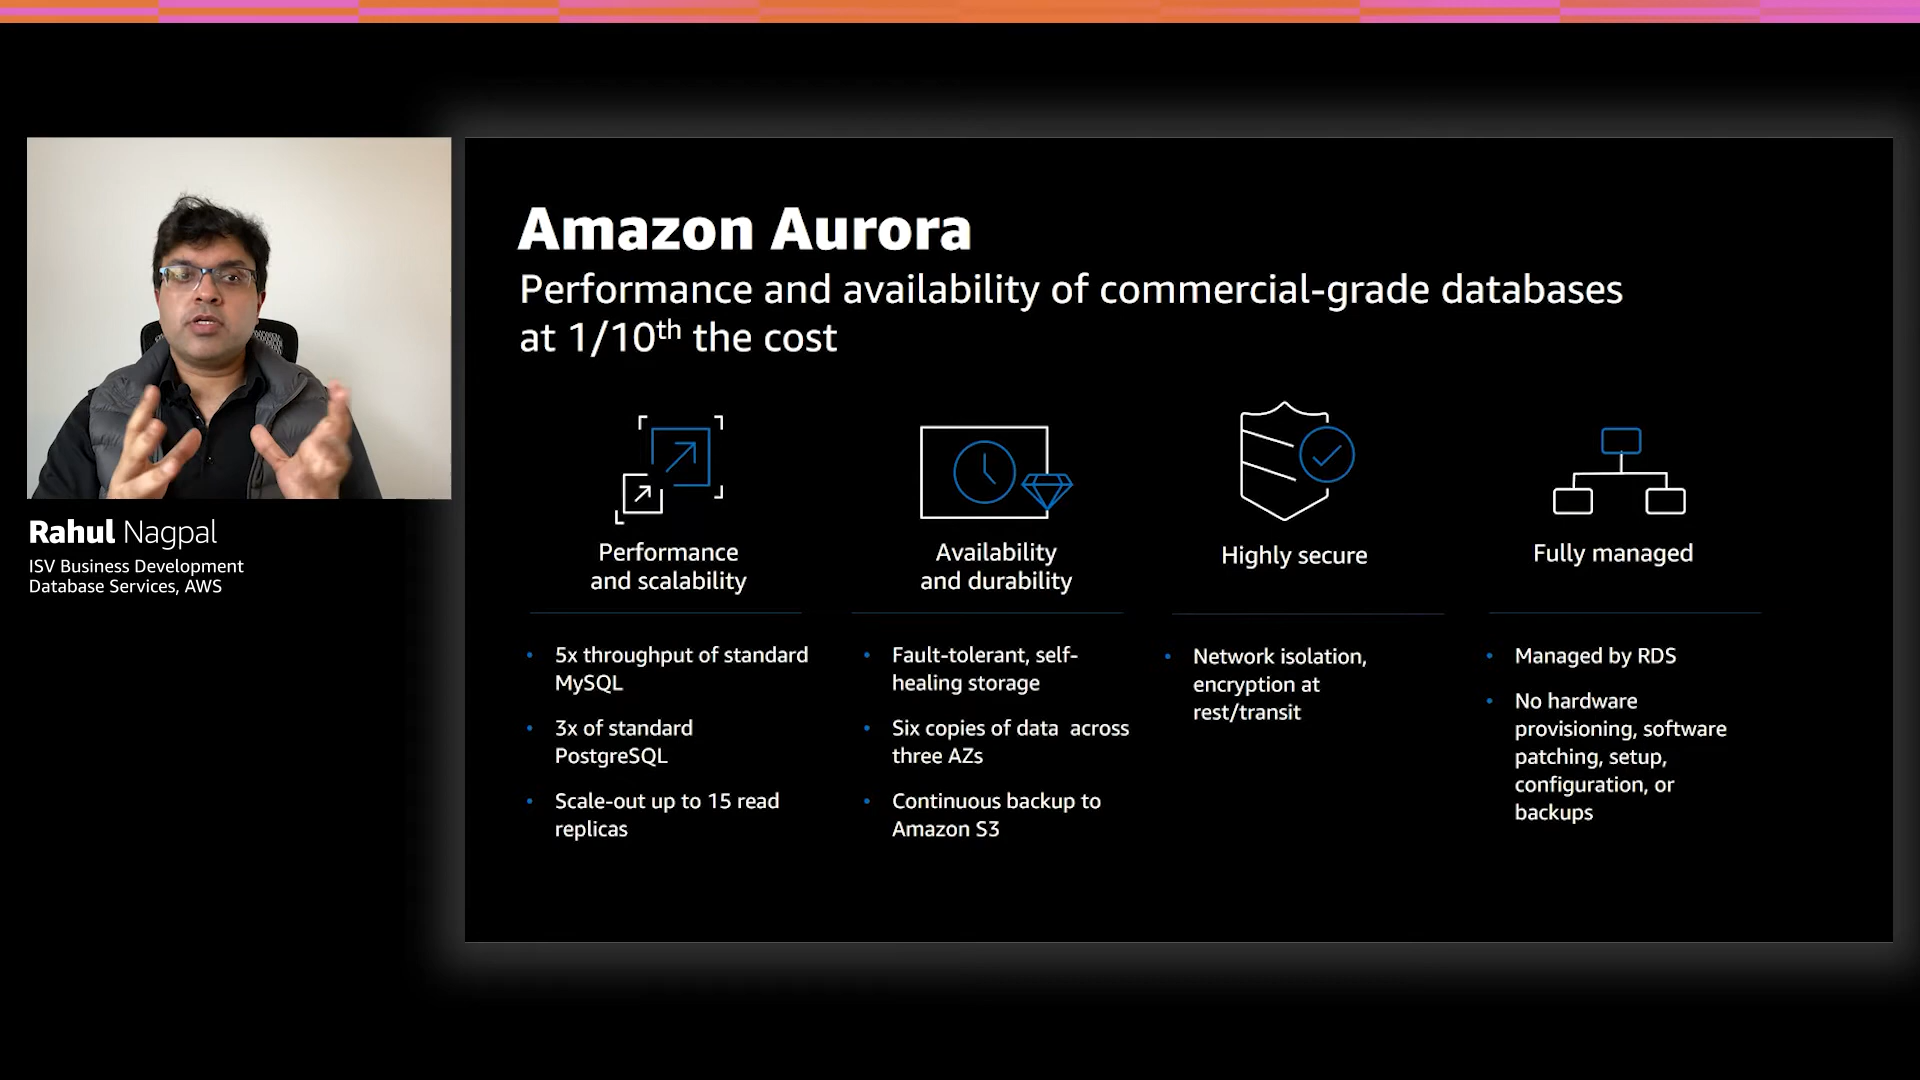 Amazon Aurora
Performance and availability of commercial-grade databases
at 1/10th the cost
Rahul Nagpal
ISV Business Development
Database Services, AWS
Performance
and scalability
5x throughput of standard
MySQL
3x of standard
PostgreSQL
Scale-out up to 15 read
replicas
Availability
and durability
Fault-tolerant, self-
healing storage
Six copies of data across
three AZs
Continuous backup to
Amazon S3
Highly secure
Network isolation,
encryption at
rest/transit
Fully managed
Managed by RDS
No hardware
provisioning, software
patching, setup,
configuration, or
backups